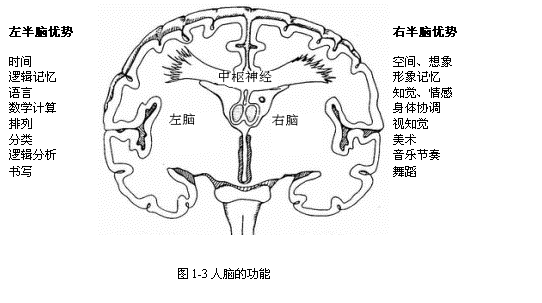 左半脑优势
时间
逻辑记忆
语言
数学计算
排列
分类
逻辑分析
书写
中枢神经
左脑
右脑
右半脑优势
空间、想象
形象记忆
知觉、情感
身体协调
视知觉
美术
音乐节奏
舞蹈
图1-3人脑的功能